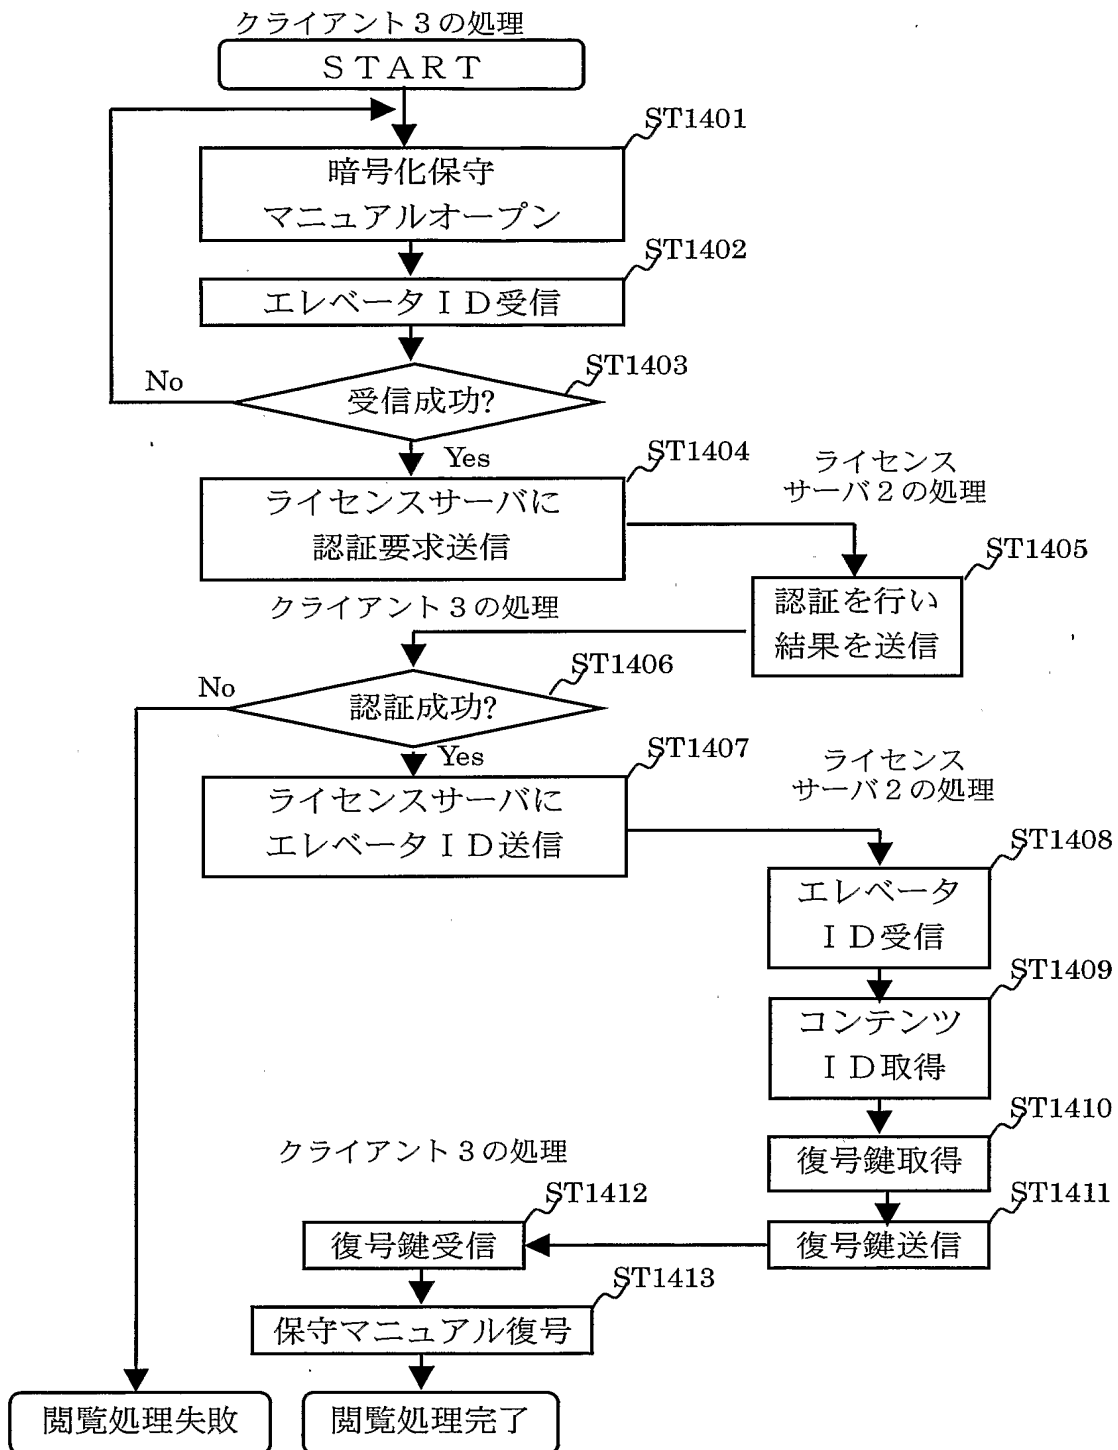 クライアント３の処理
ＳＴＡＲＴ
ST1401
暗号化保守
マニュアルオープン
ST1402
エレベータＩＤ受信
ST1403
No
受信成功?
Yes
ST1404
ライセンスサーバに
認証要求送信
ライセンス
サーバ２の処理
ST1405
認証を行い
結果を送信
クライアント３の処理
ST1406
No
認証成功?
Yes
ST1407
ライセンスサーバに
エレベータＩＤ送信
ライセンス
サーバ２の処理
ST1408
エレベータ
ＩＤ受信
ST1409
コンテンツ
ＩＤ取得
ST1410
復号鍵取得
ST1411
復号鍵送信
クライアント３の処理
ST1412
復号鍵受信
ST1413
保守マニュアル復号
閲覧処理失敗
閲覧処理完了